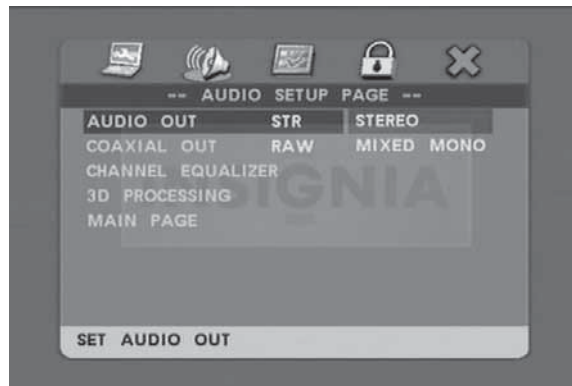 -- AUDIO SETUP PAGE --
AUDIO OUT STR STEREO
COAXIAL OUT RAW MIXED MONO
CHANNEL EQUALIZER
3D PROCESSING
MAIN PAGE
SIGNIA
SET AUDIO OUT